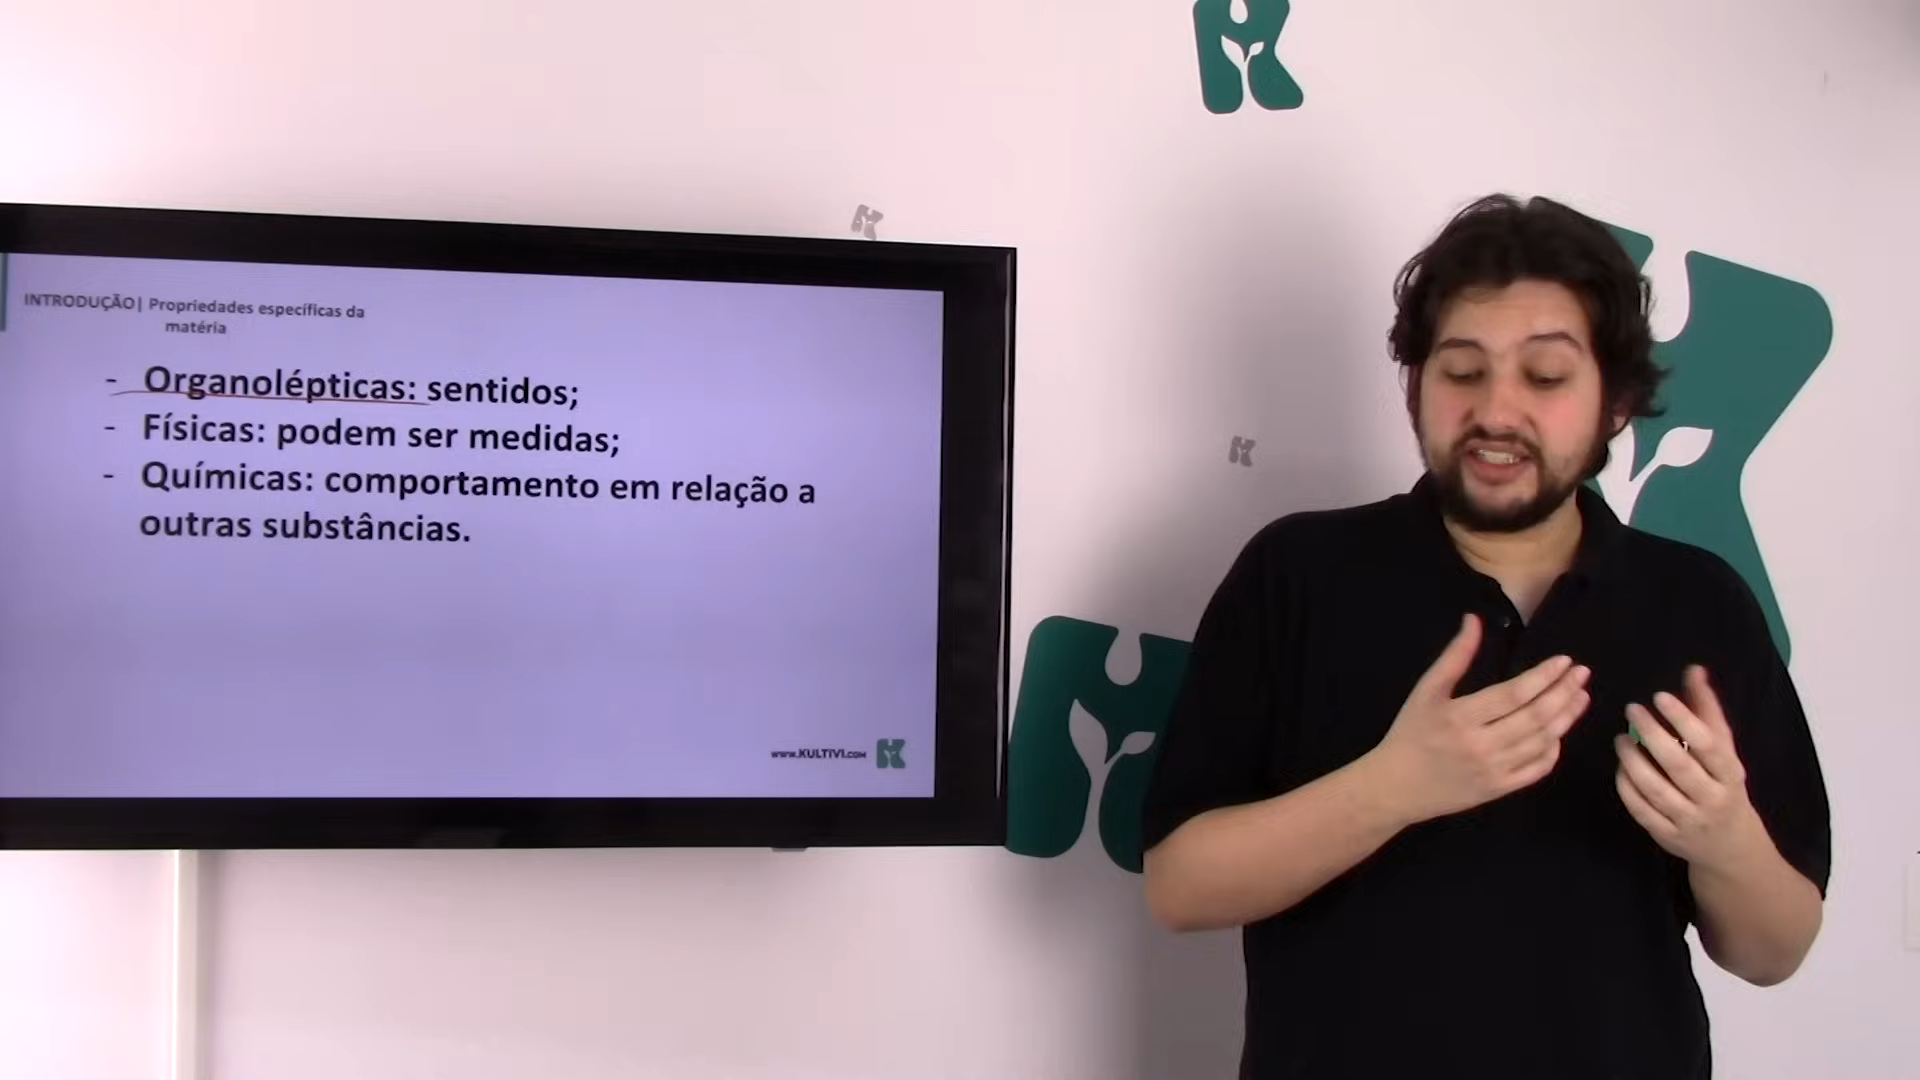 INTRODUÇÃO| Propriedades específicas da
matéria
- Organolépticas: sentidos;
- Físicas: podem ser medidas;
- Químicas: comportamento em relação a
outras substâncias.
www.KULTIVI.COM